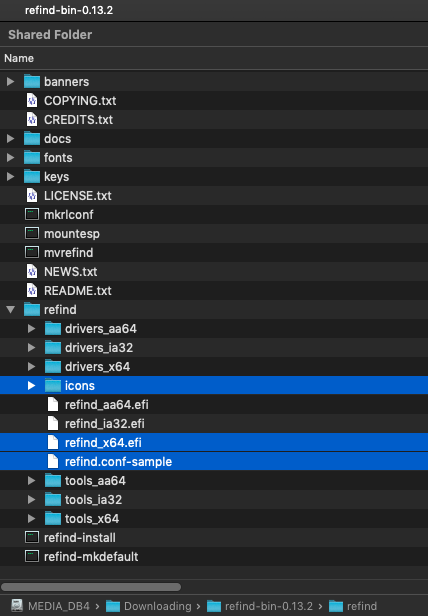 refind-bin-0.13.2
Shared Folder
Name
banners
COPYING.txt
CREDITS.txt
docs
fonts
keys
LICENSE.txt
mkrlconf
mountesp
mvrefind
NEWS.txt
README.txt
refind
drivers_aa64
drivers_ia32
drivers_x64
icons
refind_aa64.efi
refind_ia32.efi
refind_x64.efi
refind.conf-sample
tools_aa64
tools_ia32
tools_x64
refind-install
refind-mkdefault
MEDIA_DB4 › Downloading › refind-bin-0.13.2 › refind